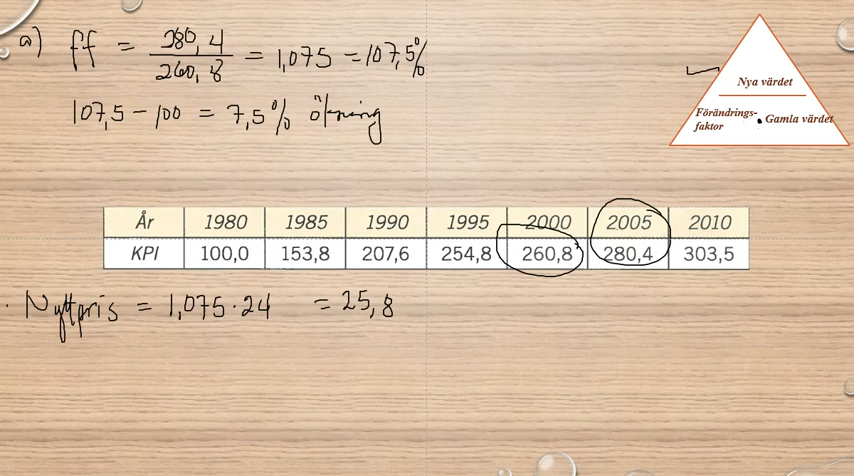 a) ff = 280,4 / 260,8 = 1,075 = 107,5%
107,5 - 100 = 7,5% ökning
Nya värdet
Förändrings-
faktor
· Gamla värdet
År 1980 1985 1990 1995 2000 2005 2010
KPI 100,0 153,8 207,6 254,8 260,8 280,4 303,5
Nyttpris = 1,075 · 24 = 25,8